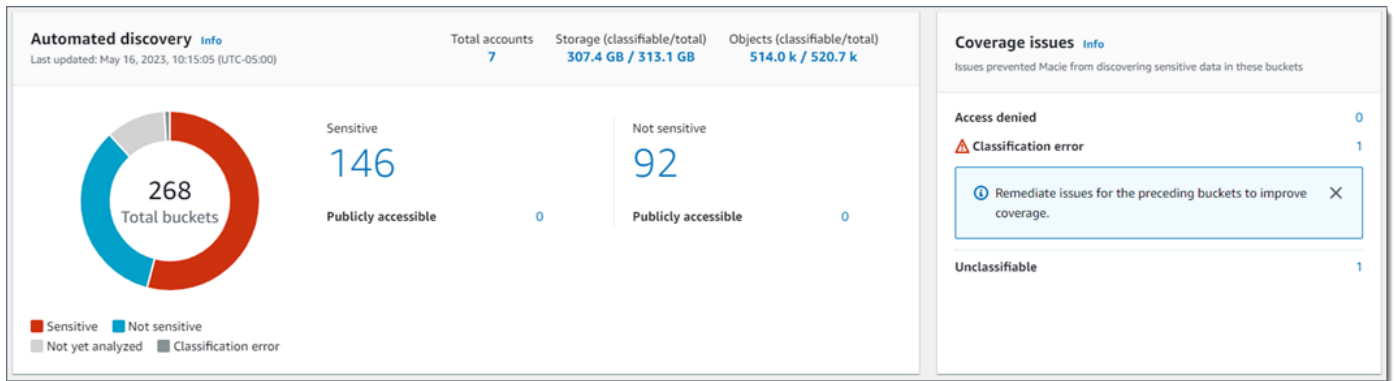 Automated discovery Info
Last updated: May 16, 2023, 10:15:05 (UTC-05:00)
Total accounts
7
Storage (classifiable/total)
307.4 GB / 313.1 GB
Objects (classifiable/total)
514.0 k / 520.7 k
268
Total buckets
Sensitive
146
Publicly accessible 0
Not sensitive
92
Publicly accessible 0
Sensitive Not sensitive
Not yet analyzed Classification error
Coverage issues Info
Issues prevented Macie from discovering sensitive data in these buckets
Access denied 0
Classification error 1
Remediate issues for the preceding buckets to improve
coverage.
Unclassifiable 1